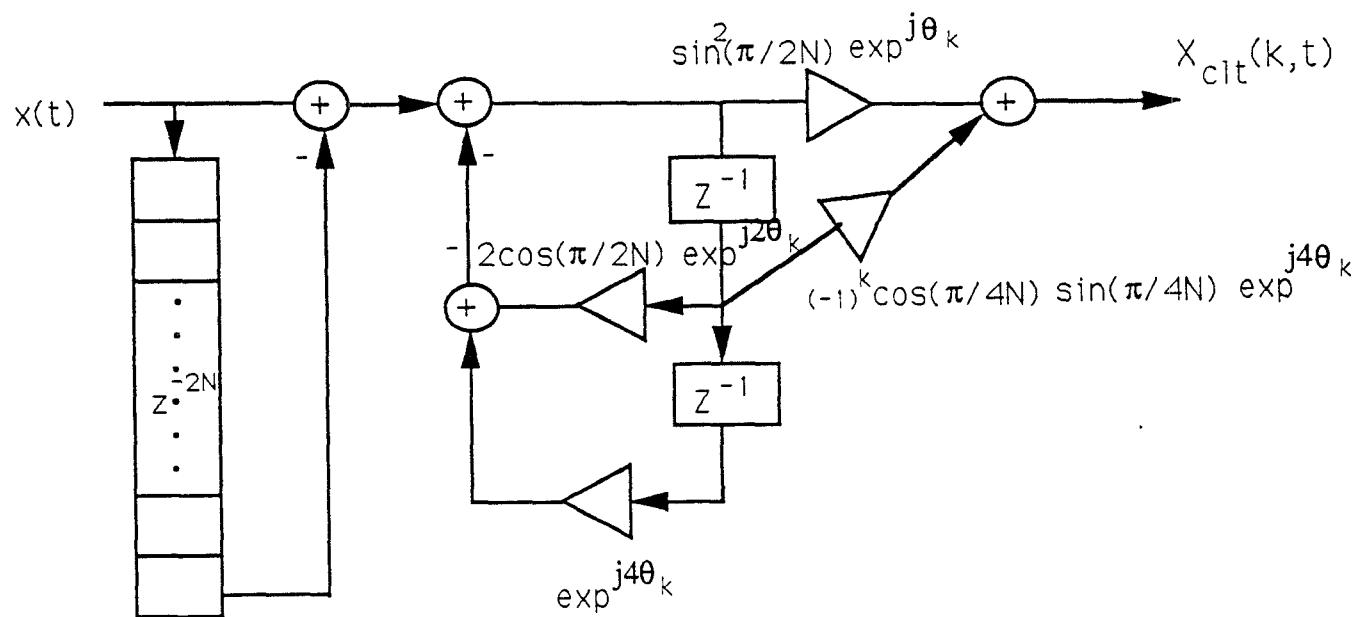 sin²(π/2N) exp^jθ_k
X_clt(k,t)
x(t)
+
+
+
-
-
z^-1
-
2cos(π/2N) exp^j2θ_k
(-1)^k cos(π/4N) sin(π/4N) exp^j4θ_k
+
z^-1
z^-2N
exp^j4θ_k